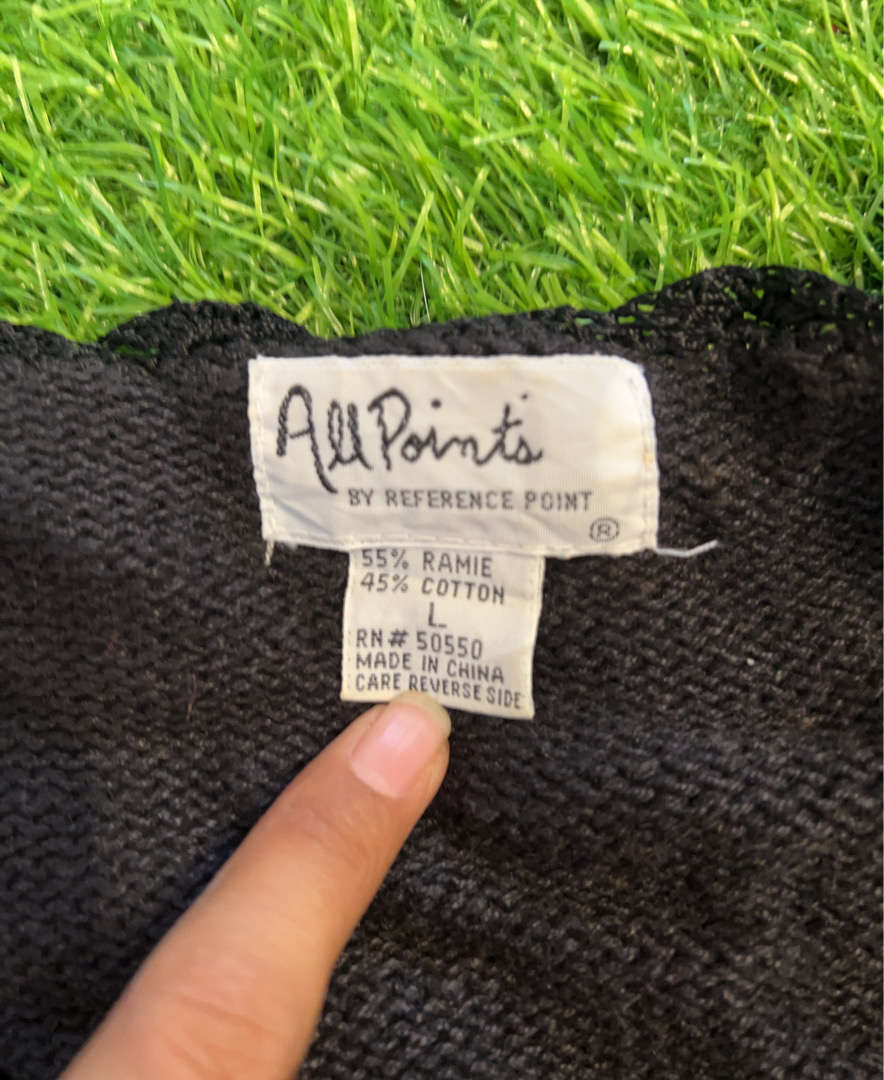 All Points
BY REFERENCE POINT
®
55% RAMIE
45% COTTON
L
RN# 50550
MADE IN CHINA
CARE REVERSE SIDE